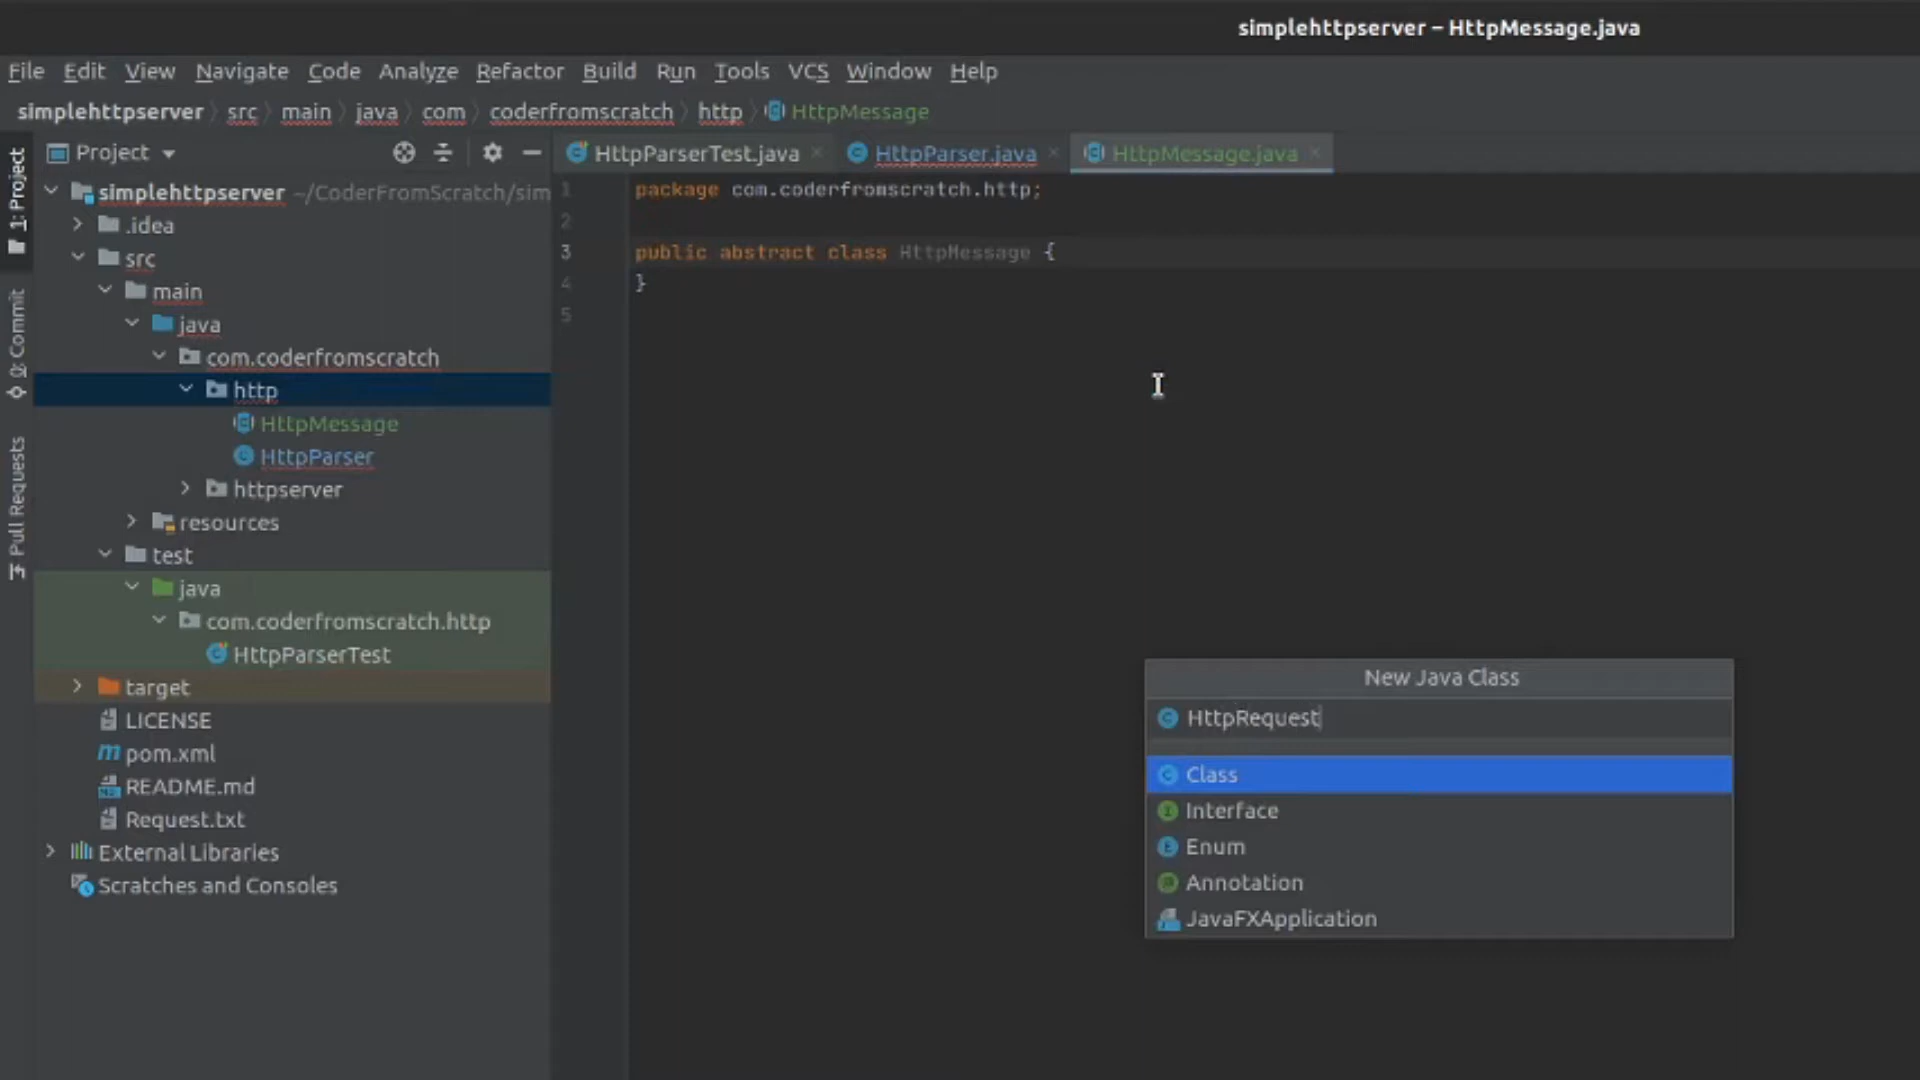 simplehttpserver – HttpMessage.java
File Edit View Navigate Code Analyze Refactor Build Run Tools VCS Window Help
simplehttpserver src main java com coderfromscratch http HttpMessage
1: Project
0: Commit
Pull Requests
Project
simplehttpserver ~/CoderFromScratch/sim
.idea
src
main
java
com.coderfromscratch
http
HttpMessage
HttpParser
httpserver
resources
test
java
com.coderfromscratch.http
HttpParserTest
target
LICENSE
pom.xml
README.md
Request.txt
External Libraries
Scratches and Consoles
HttpParserTest.java HttpParser.java HttpMessage.java
1 package com.coderfromscratch.http;
2
3 public abstract class HttpMessage {
4 }
5
New Java Class
HttpRequest
Class
Interface
Enum
Annotation
JavaFXApplication